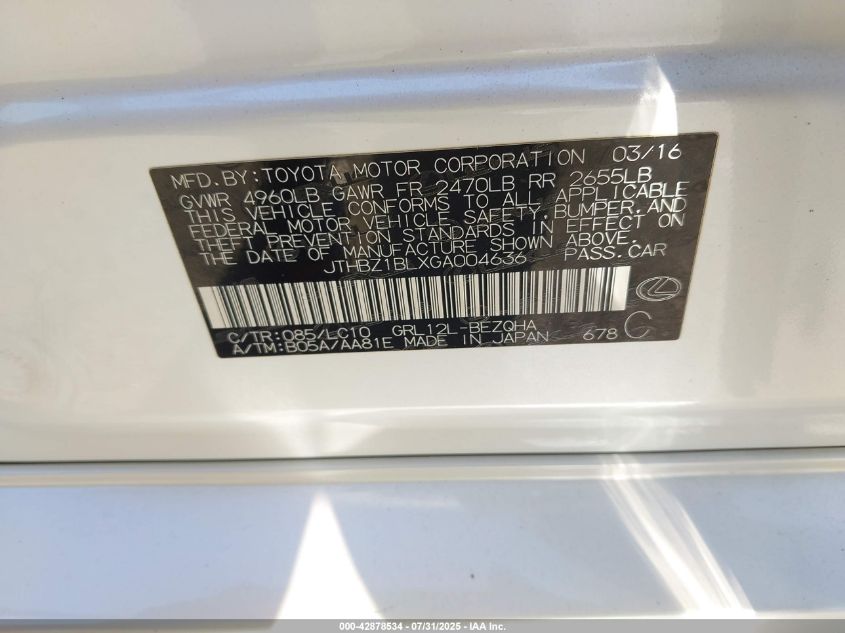 MFD. BY: TOYOTA MOTOR CORPORATION 03/16
GVWR 4960LB GAWR FR 2470LB RR 2655LB
THIS VEHICLE CONFORMS TO ALL APPLICABLE
FEDERAL MOTOR VEHICLE SAFETY, BUMPER, AND
THEFT PREVENTION STANDARDS IN EFFECT ON
THE DATE OF MANUFACTURE SHOWN ABOVE.
JTHBZ1BLXGA004636 PASS. CAR
C/TR: 085/LC10 GRL12L-BEZQHA
A/TM: B05A/AA81E MADE IN JAPAN 678 C
000-42878534 - 07/31/2025 - IAA Inc.